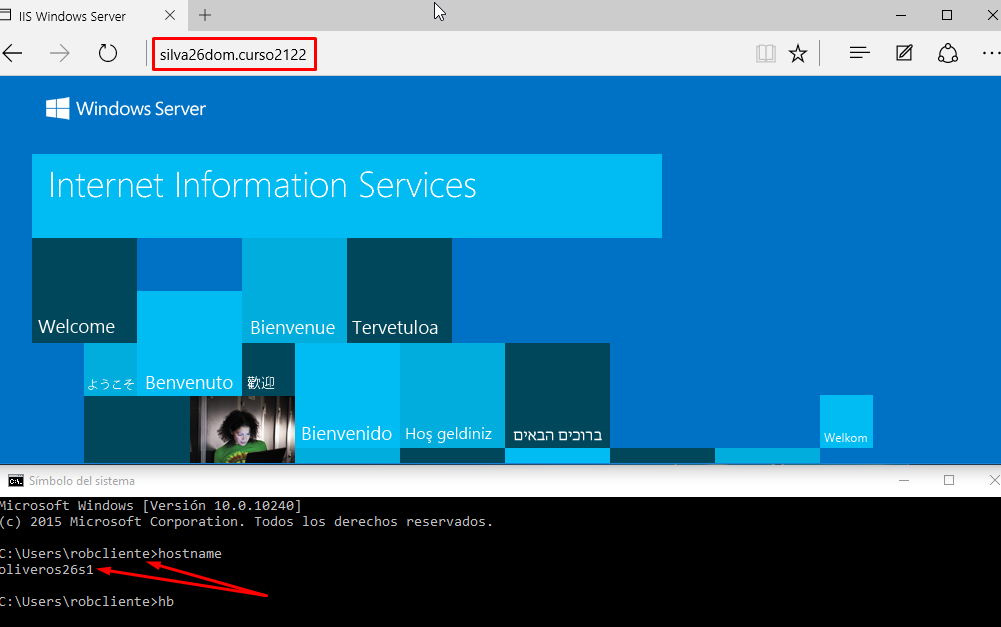 IIS Windows Server
silva26dom.curso2122
Windows Server
Internet Information Services
Welcome
Bienvenue
Tervetuloa
ようこそ
Benvenuto
歡迎
Bienvenido
Hoş geldiniz
ברוכים הבאים
Welkom
Símbolo del sistema
Microsoft Windows [Versión 10.0.10240]
(c) 2015 Microsoft Corporation. Todos los derechos reservados.
C:\Users\robcliente>hostname
oliveros26s1
C:\Users\robcliente>hb